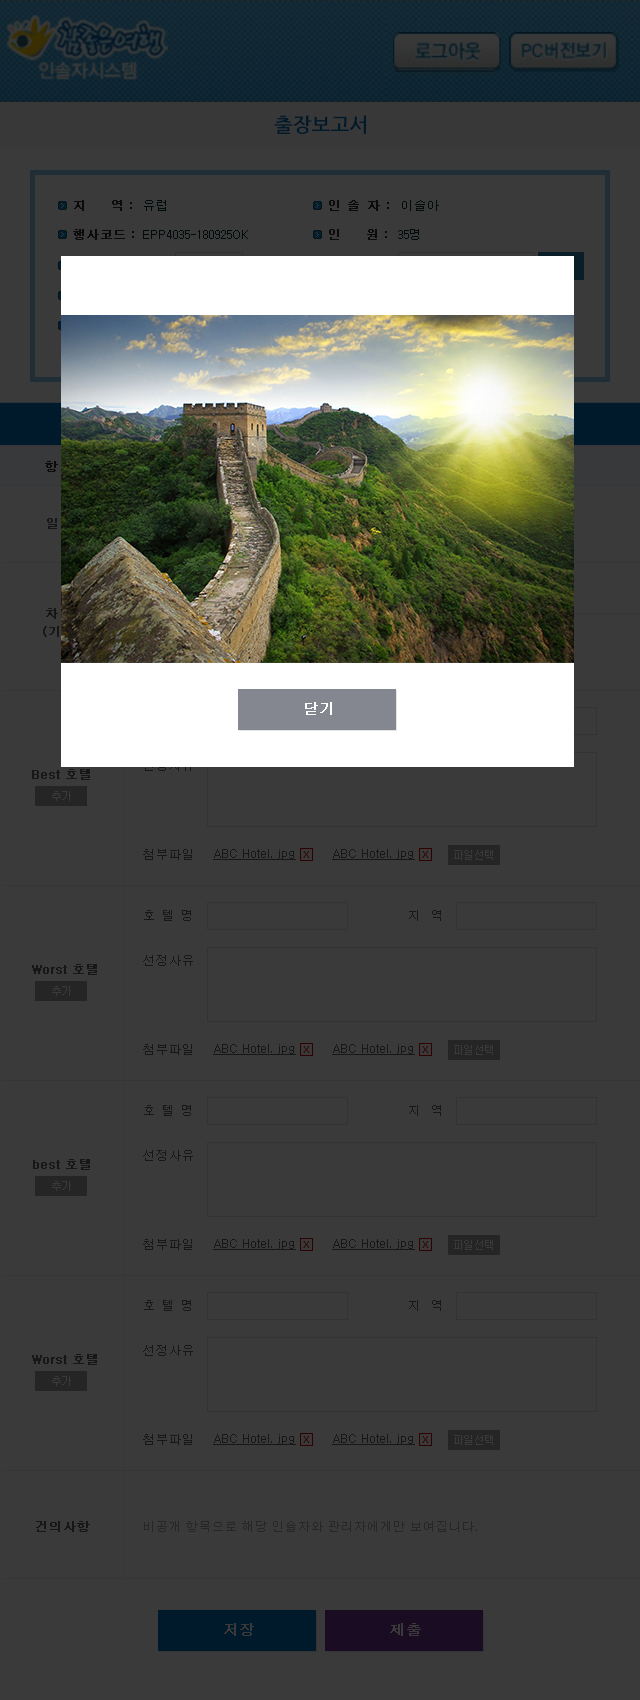 참좋은여행
인솔자시스템
로그아웃
PC버전보기
출장보고서
지 역 : 유럽
인 솔 자 : 이슬아
행사코드 : EPP4035-180925OK
인 원 : 35명
항
일
차
(기
닫기
Best 호텔
추가
선정사유
첨부파일 ABC Hotel. jpg X ABC Hotel. jpg X 파일선택
호 텔 명 지 역
Worst 호텔
추가
선정사유
첨부파일 ABC Hotel. jpg X ABC Hotel. jpg X 파일선택
호 텔 명 지 역
best 호텔
추가
선정사유
첨부파일 ABC Hotel. jpg X ABC Hotel. jpg X 파일선택
호 텔 명 지 역
Worst 호텔
추가
선정사유
첨부파일 ABC Hotel. jpg X ABC Hotel. jpg X 파일선택
건의사항 비공개 항목으로 해당 인솔자와 관리자에게만 보여집니다.
저장 제출